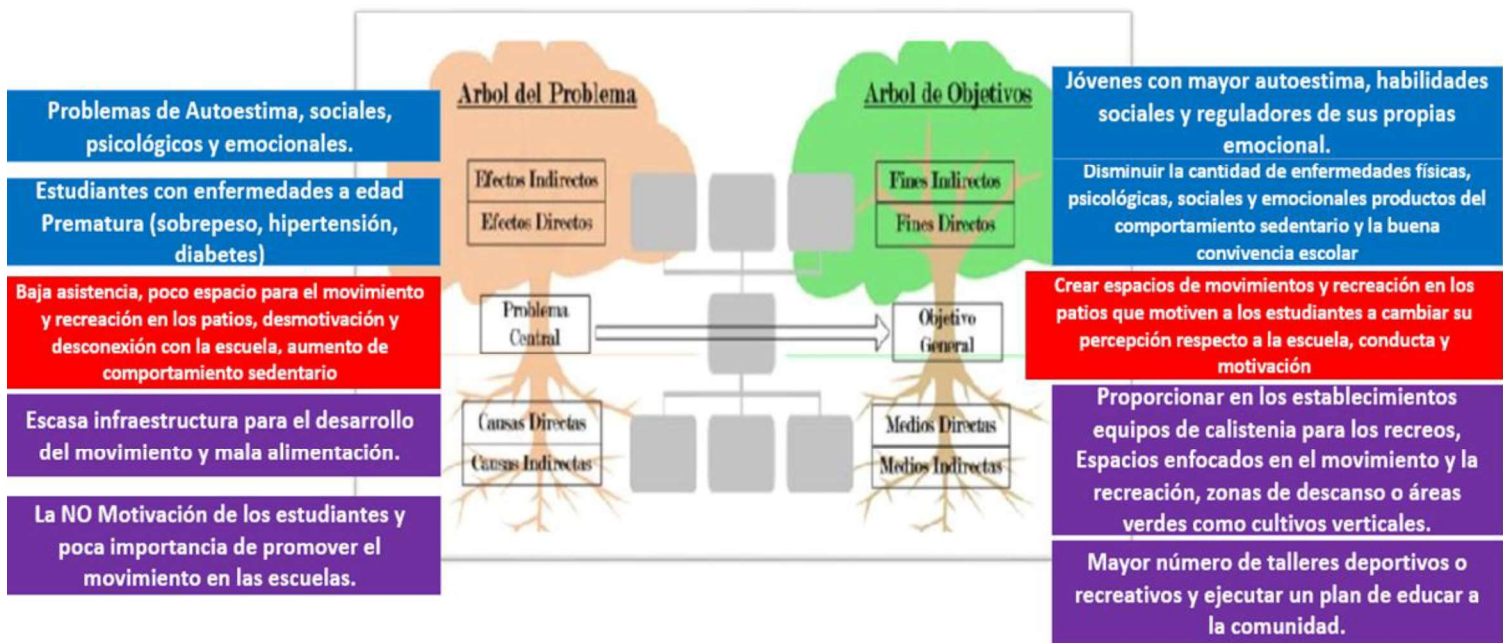 Problemas de Autoestima, sociales,
psicológicos y emocionales.
Estudiantes con enfermedades a edad
Prematura (sobrepeso, hipertensión,
diabetes)
Baja asistencia, poco espacio para el movimiento
y recreación en los patios, desmotivación y
desconexión con la escuela, aumento de
comportamiento sedentario
Escasa infraestructura para el desarrollo
del movimiento y mala alimentación.
La NO Motivación de los estudiantes y
poca importancia de promover el
movimiento en las escuelas.
Arbol del Problema
Efectos Indirectos
Efectos Directos
Problema
Central
Causas Directas
Causas Indirectas
Arbol de Objetivos
Fines Indirectos
Fines Directos
Objetivo
General
Medios Directas
Medios Indirectas
Jóvenes con mayor autoestima, habilidades
sociales y reguladores de sus propias
emocional.
Disminuir la cantidad de enfermedades físicas,
psicológicas, sociales y emocionales productos del
comportamiento sedentario y la buena
convivencia escolar
Crear espacios de movimientos y recreación en los
patios que motiven a los estudiantes a cambiar su
percepción respecto a la escuela, conducta y
motivación
Proporcionar en los establecimientos
equipos de calistenia para los recreos,
Espacios enfocados en el movimiento y la
recreación, zonas de descanso o áreas
verdes como cultivos verticales.
Mayor número de talleres deportivos o
recreativos y ejecutar un plan de educar a
la comunidad.